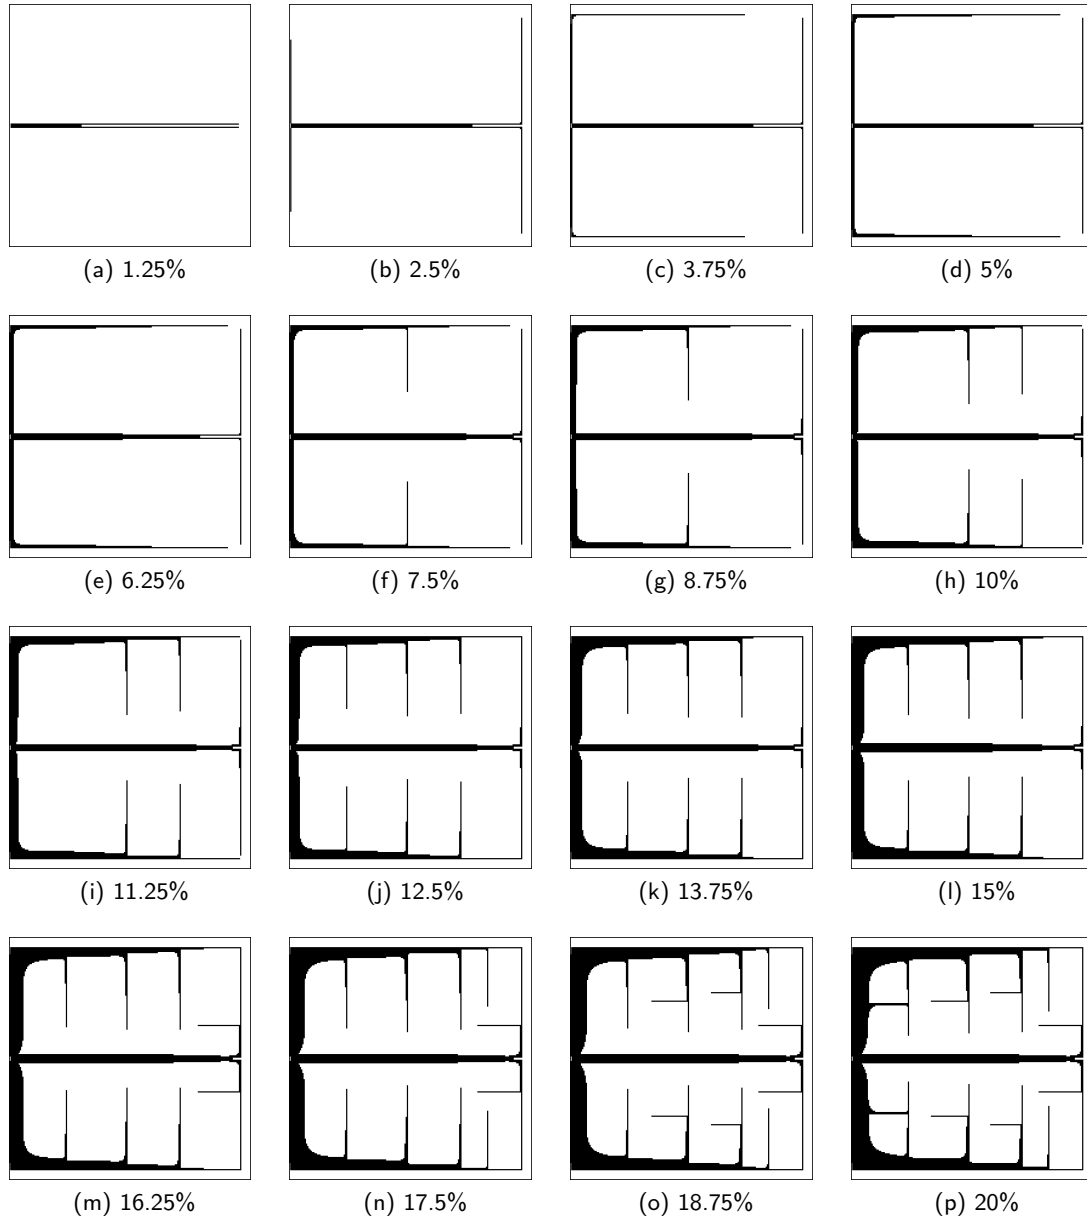 (a) 1.25% (b) 2.5% (c) 3.75% (d) 5%
(e) 6.25% (f) 7.5% (g) 8.75% (h) 10%
(i) 11.25% (j) 12.5% (k) 13.75% (l) 15%
(m) 16.25% (n) 17.5% (o) 18.75% (p) 20%